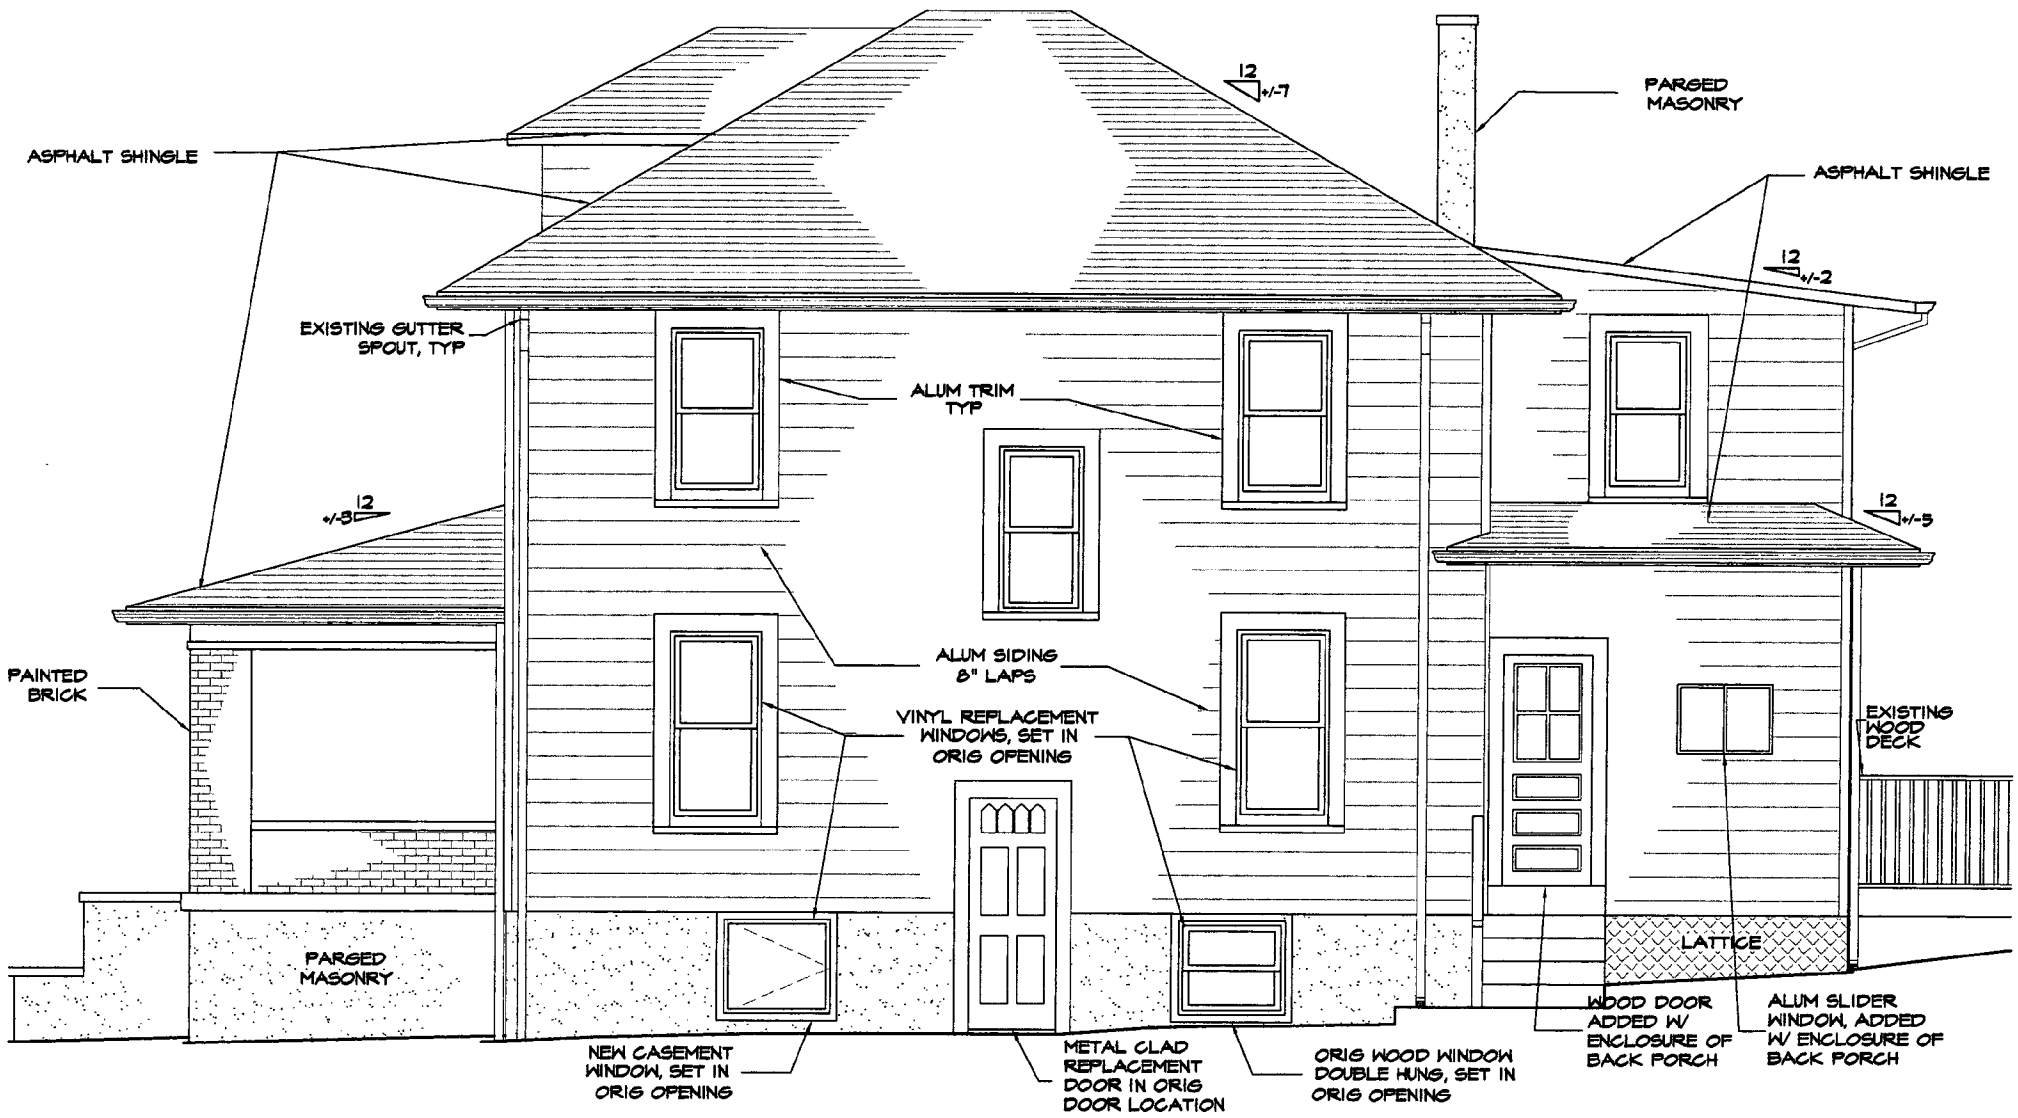 12
+/-7
PARGED
MASONRY
ASPHALT SHINGLE
ASPHALT SHINGLE
12
+/-2
EXISTING GUTTER
SPOUT, TYP
ALUM TRIM
TYP
12
+/-3
12
+/-5
ALUM SIDING
8" LAPS
PAINTED
BRICK
VINYL REPLACEMENT
WINDOWS, SET IN
ORIG OPENING
EXISTING
WOOD
DECK
PARGED
MASONRY
LATTICE
NEW CASEMENT
WINDOW, SET IN
ORIG OPENING
METAL CLAD
REPLACEMENT
DOOR IN ORIG
DOOR LOCATION
ORIG WOOD WINDOW
DOUBLE HUNG, SET IN
ORIG OPENING
WOOD DOOR
ADDED W/
ENCLOSURE OF
BACK PORCH
ALUM SLIDER
WINDOW, ADDED
W/ ENCLOSURE OF
BACK PORCH